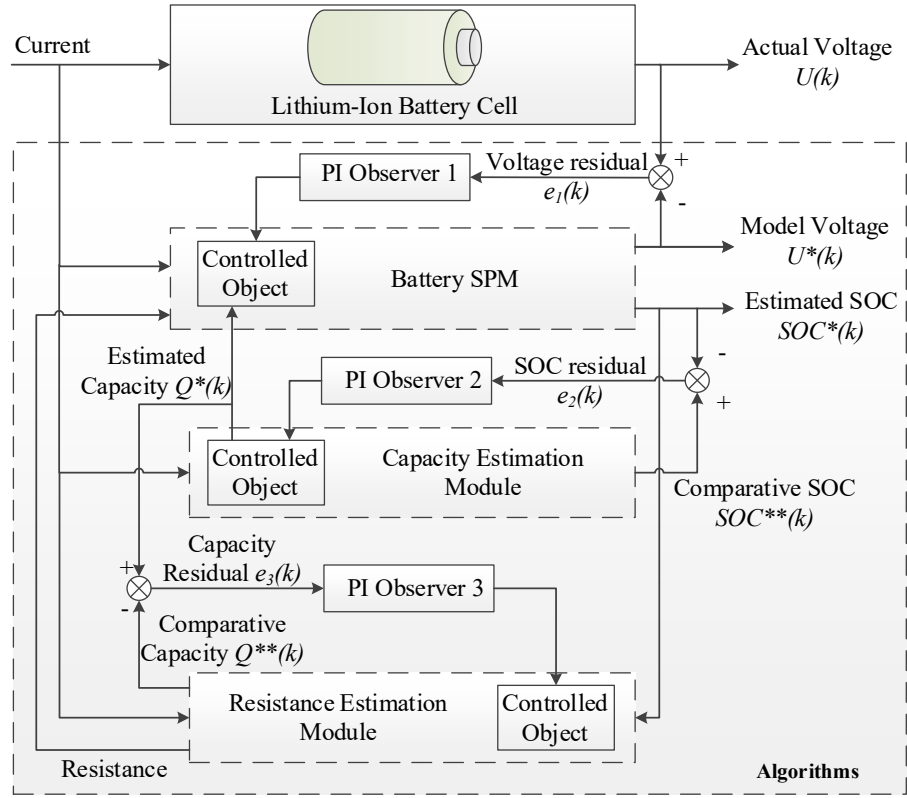 Current
Actual Voltage
U(k)
Lithium-Ion Battery Cell
PI Observer 1
Voltage residual
e₁(k)
+
-
Controlled
Object
Battery SPM
Model Voltage
U*(k)
Estimated SOC
SOC*(k)
Estimated
Capacity Q*(k)
PI Observer 2
SOC residual
e₂(k)
-
+
Controlled
Object
Capacity Estimation
Module
Comparative SOC
SOC**(k)
Capacity
Residual e₃(k)
+
-
PI Observer 3
Comparative
Capacity Q**(k)
Resistance Estimation
Module
Controlled
Object
Resistance
Algorithms